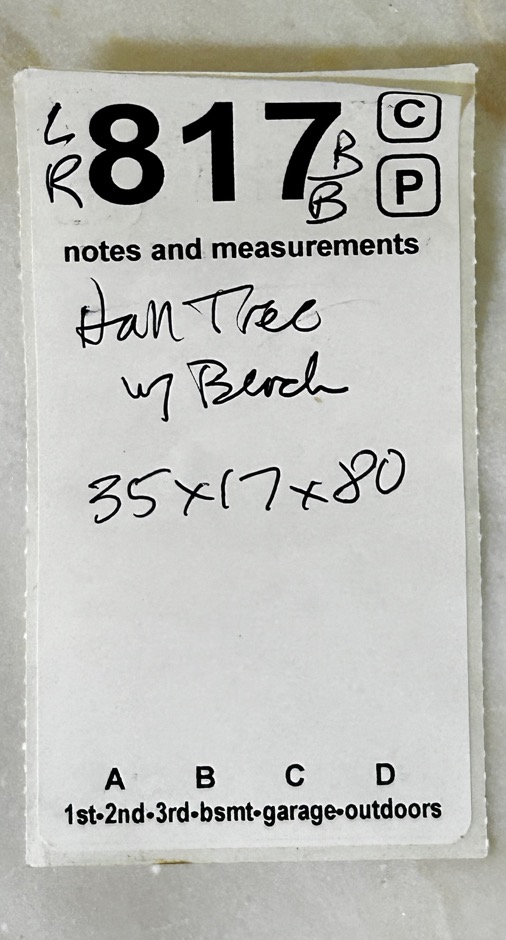 L 817 B C
R B P
notes and measurements
Hall Tree
w/ Bench
35x17x80
A B C D
1st•2nd•3rd•bsmt•garage•outdoors